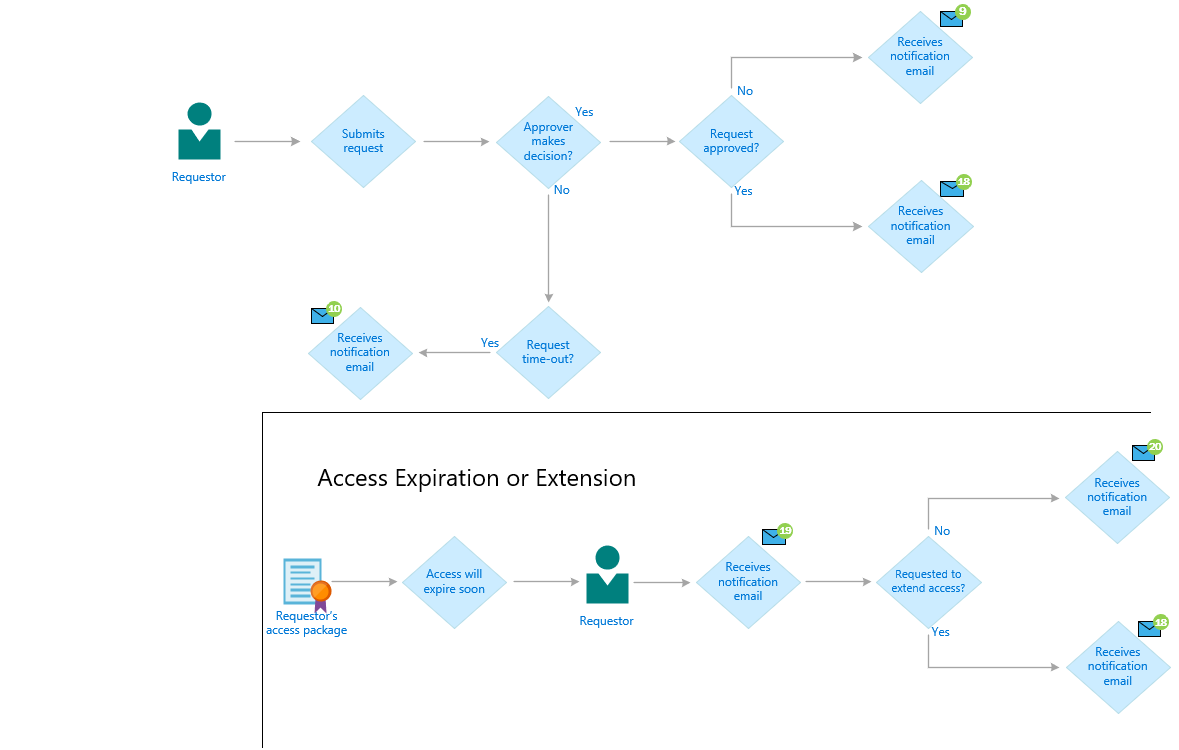 9
Receives
notification
email
No
Requestor
Submits
request
Approver
makes
decision?
Yes
No
Request
approved?
Yes
18
Receives
notification
email
10
Receives
notification
email
Yes
Request
time-out?
Access Expiration or Extension
Requestor's
access package
Access will
expire soon
Requestor
19
Receives
notification
email
Requested to
extend access?
No
20
Receives
notification
email
Yes
18
Receives
notification
email